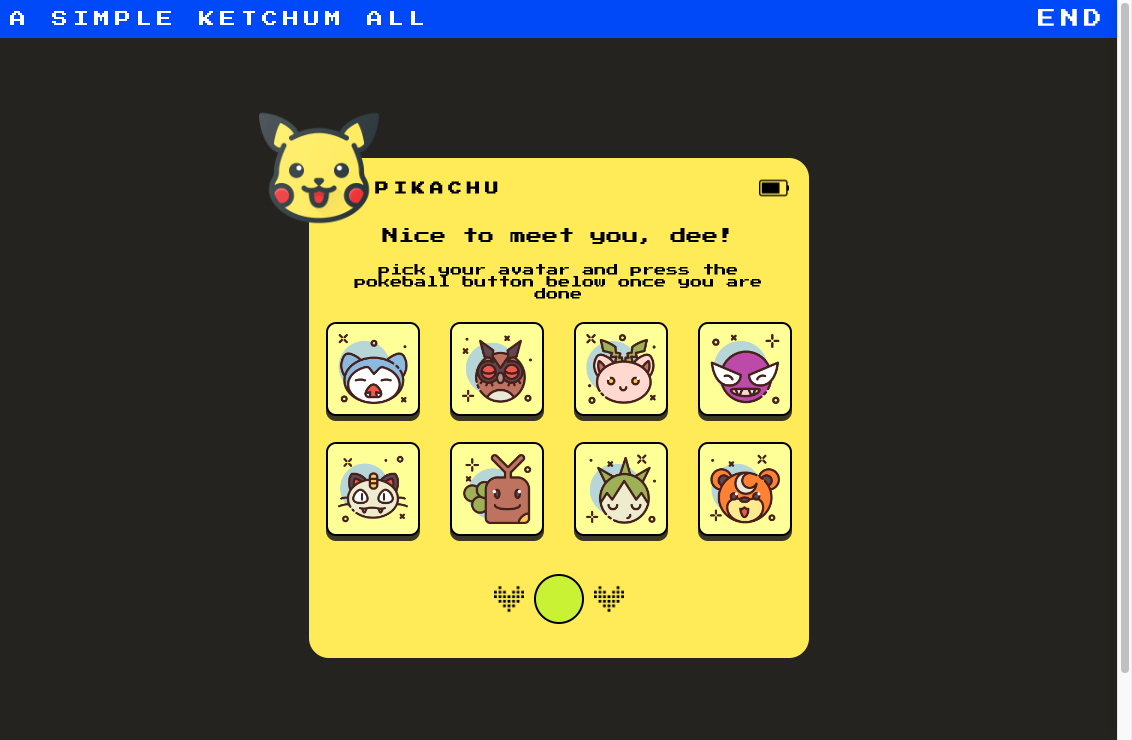 A SIMPLE KETCHUM ALL
END
PIKACHU
Nice to meet you, dee!
pick your avatar and press the
pokeball button below once you are
done